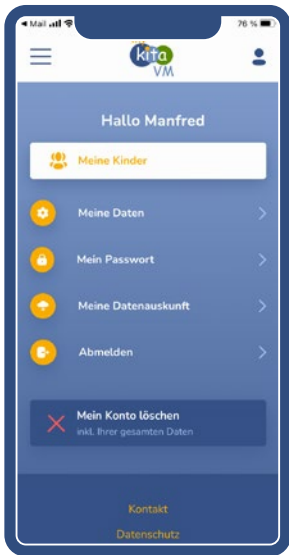 Mail 76 %
kita
VM
Hallo Manfred
Meine Kinder
Meine Daten
Mein Passwort
Meine Datenauskunft
Abmelden
Mein Konto löschen
inkl. Ihrer gesamten Daten
Kontakt
Datenschutz